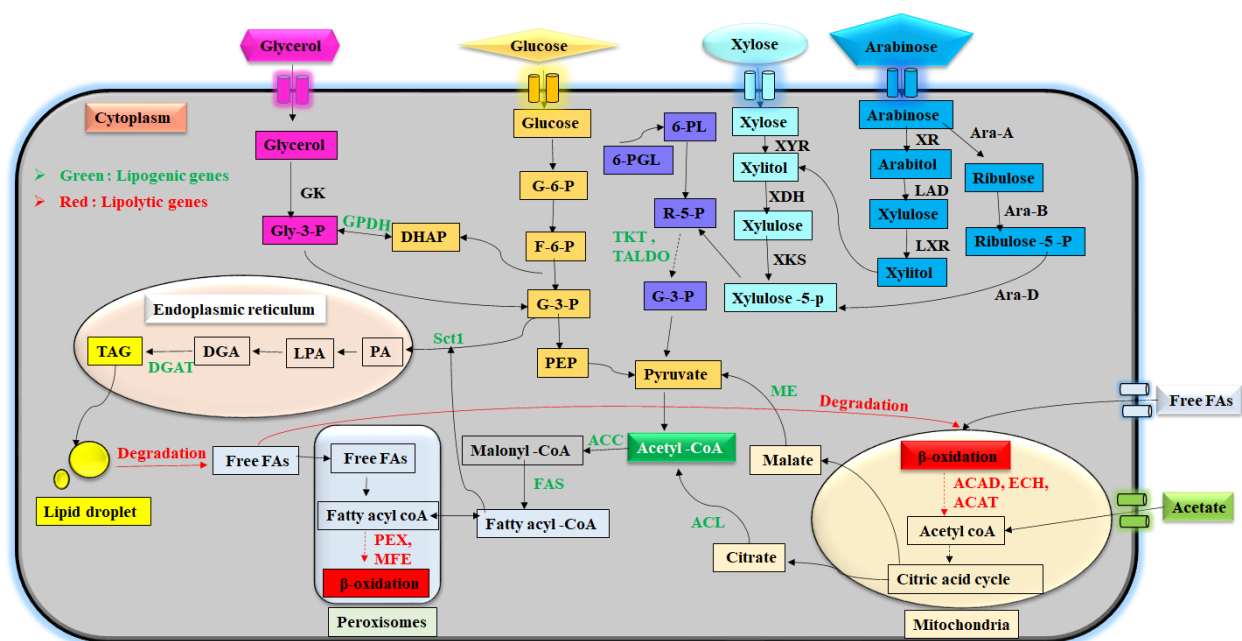 Glycerol
Glucose
Xylose
Arabinose
Cytoplasm
Green : Lipogenic genes
Red : Lipolytic genes
Glycerol
GK
Gly-3-P
GPDH
DHAP
Glucose
G-6-P
F-6-P
G-3-P
PEP
6-PL
6-PGL
R-5-P
TKT ,
TALDO
G-3-P
Pyruvate
Xylose
XYR
Xylitol
XDH
Xylulose
XKS
Xylulose -5-p
Arabinose
XR
Arabitol
LAD
Xylulose
LXR
Xylitol
Ara-A
Ribulose
Ara-B
Ribulose -5 -P
Ara-D
Endoplasmic reticulum
TAG
DGAT
DGA
LPA
PA
Sct1
ME
Degradation
Free FAs
Degradation
Free FAs
Free FAs
Lipid droplet
Fatty acyl coA
PEX,
MFE
β-oxidation
Peroxisomes
Malonyl -CoA
ACC
Acetyl -CoA
FAS
Fatty acyl -CoA
ACL
Malate
Citrate
β-oxidation
ACAD, ECH,
ACAT
Acetyl coA
Citric acid cycle
Mitochondria
Acetate